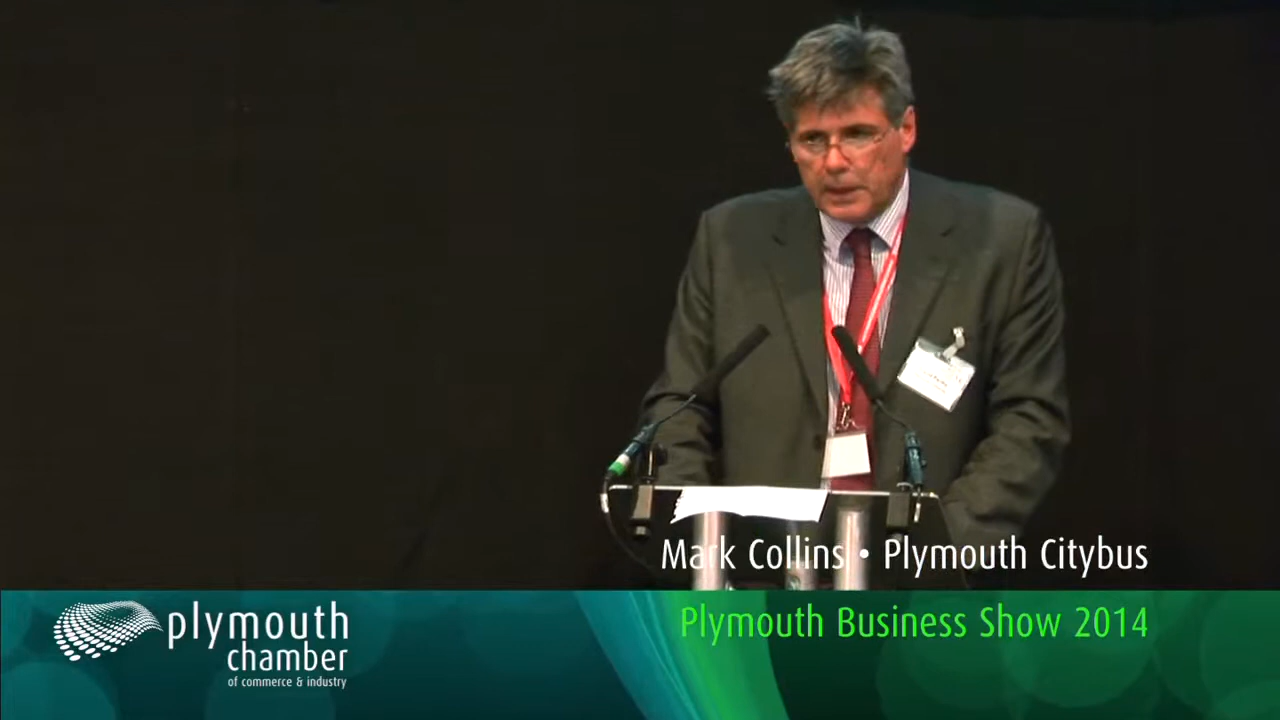 Mark Collins • Plymouth Citybus
Plymouth Business Show 2014
plymouth
chamber
of commerce & industry